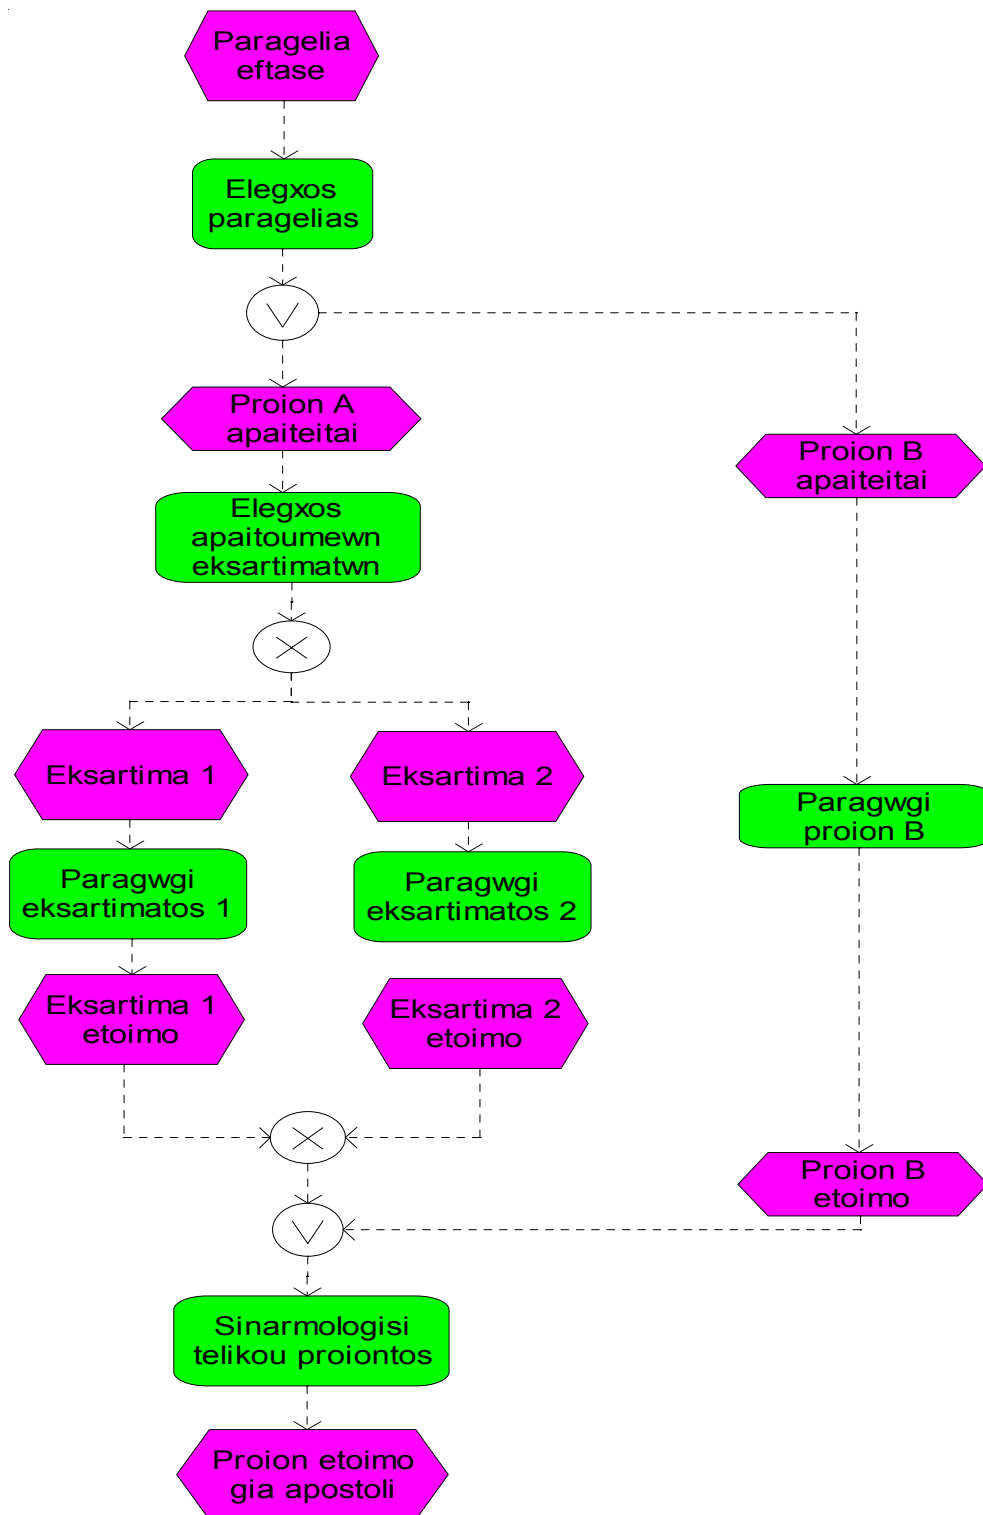 Paragelia
eftase
Elegxos
paragelias
Proion A
apaiteitai
Proion B
apaiteitai
Elegxos
apaitoumewn
eksartimatwn
Eksartima 1
Eksartima 2
Paragwgi
proion B
Paragwgi
eksartimatos 1
Paragwgi
eksartimatos 2
Eksartima 1
etoimo
Eksartima 2
etoimo
Proion B
etoimo
Sinarmologisi
telikou proiontos
Proion etoimo
gia apostoli